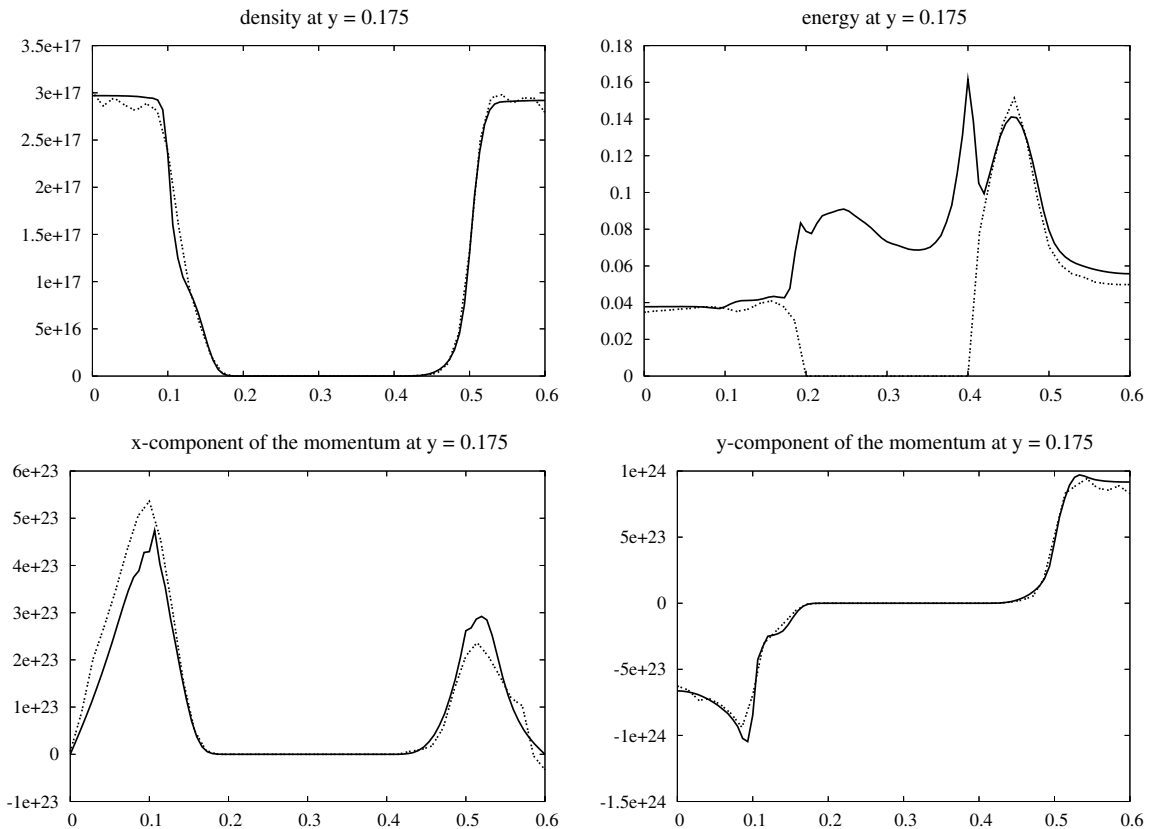 density at y = 0.175
3.5e+17
3e+17
2.5e+17
2e+17
1.5e+17
1e+17
5e+16
0
0 0.1 0.2 0.3 0.4 0.5 0.6
energy at y = 0.175
0.18
0.16
0.14
0.12
0.1
0.08
0.06
0.04
0.02
0
0 0.1 0.2 0.3 0.4 0.5 0.6
x-component of the momentum at y = 0.175
6e+23
5e+23
4e+23
3e+23
2e+23
1e+23
0
-1e+23
0 0.1 0.2 0.3 0.4 0.5 0.6
y-component of the momentum at y = 0.175
1e+24
5e+23
0
-5e+23
-1e+24
-1.5e+24
0 0.1 0.2 0.3 0.4 0.5 0.6